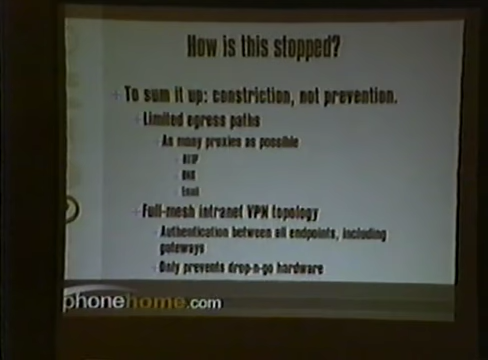 How is this stopped?
To sum it up: constriction, not prevention.
Limited egress paths
As many proxies as possible
HTTP
DNS
Email
Full-mesh intranet VPN topology
Authentication between all endpoints, including
gateways
Only prevents drop-n-go hardware
phonehome.com